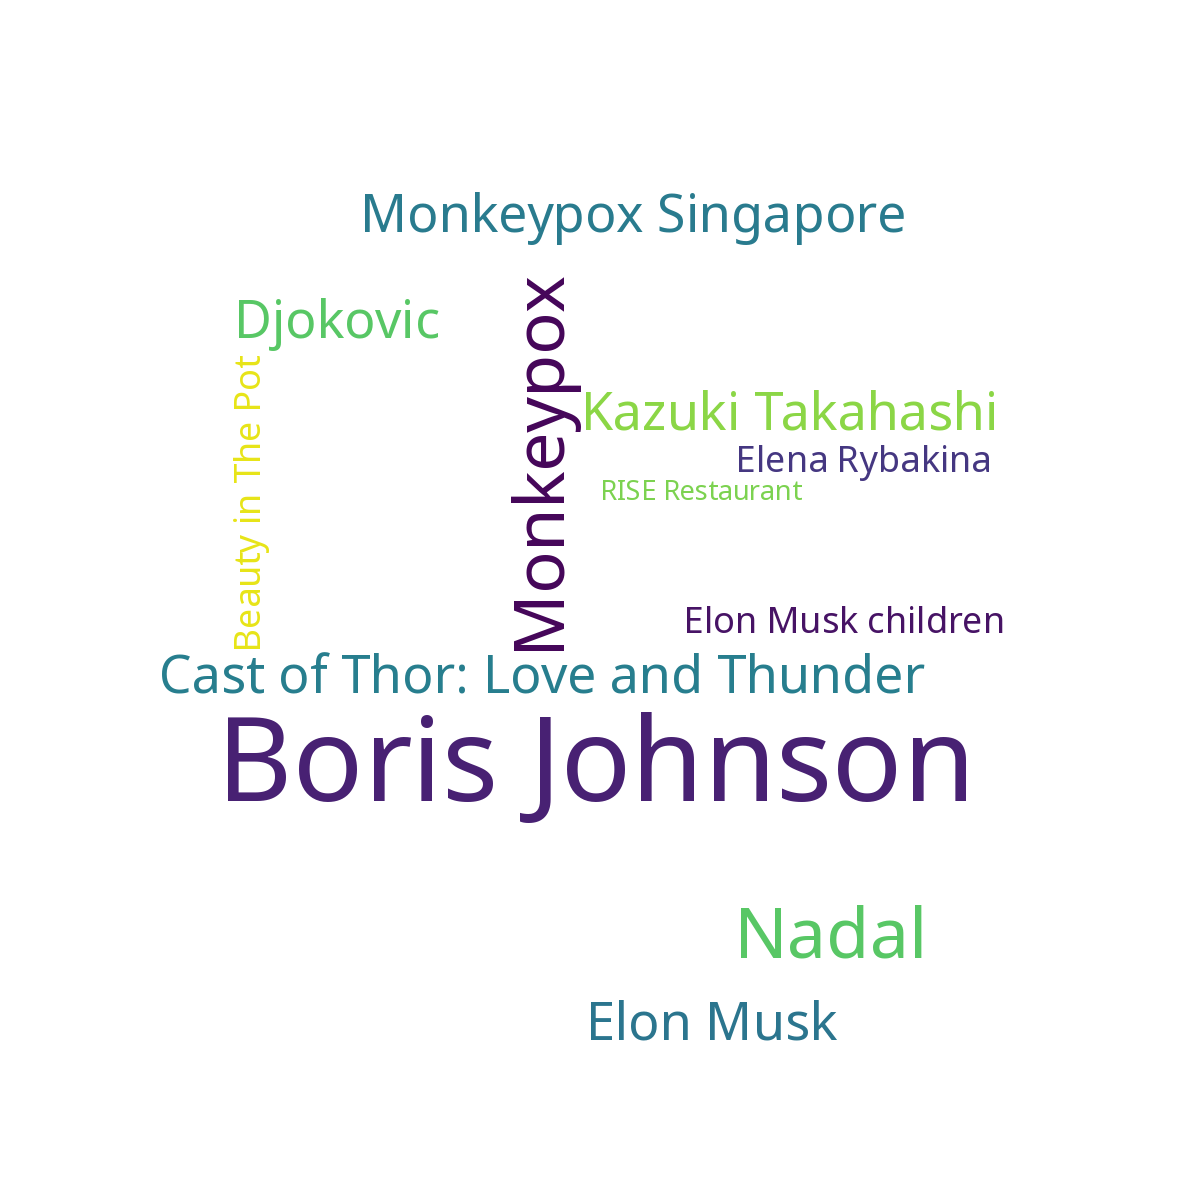 Monkeypox Singapore
Djokovic
Monkeypox
Beauty in The Pot
Kazuki Takahashi
Elena Rybakina
RISE Restaurant
Elon Musk children
Cast of Thor: Love and Thunder
Boris Johnson
Nadal
Elon Musk